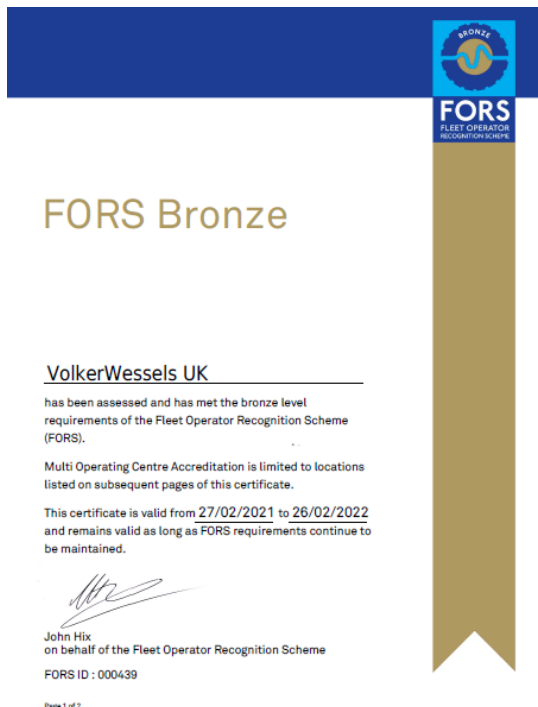 BRONZE
FORS
FLEET OPERATOR
RECOGNITION SCHEME
FORS Bronze
VolkerWessels UK
has been assessed and has met the bronze level
requirements of the Fleet Operator Recognition Scheme
(FORS).
Multi Operating Centre Accreditation is limited to locations
listed on subsequent pages of this certificate.
This certificate is valid from 27/02/2021 to 26/02/2022
and remains valid as long as FORS requirements continue to
be maintained.
John Hix
on behalf of the Fleet Operator Recognition Scheme
FORS ID : 000439
Page 1 of 2